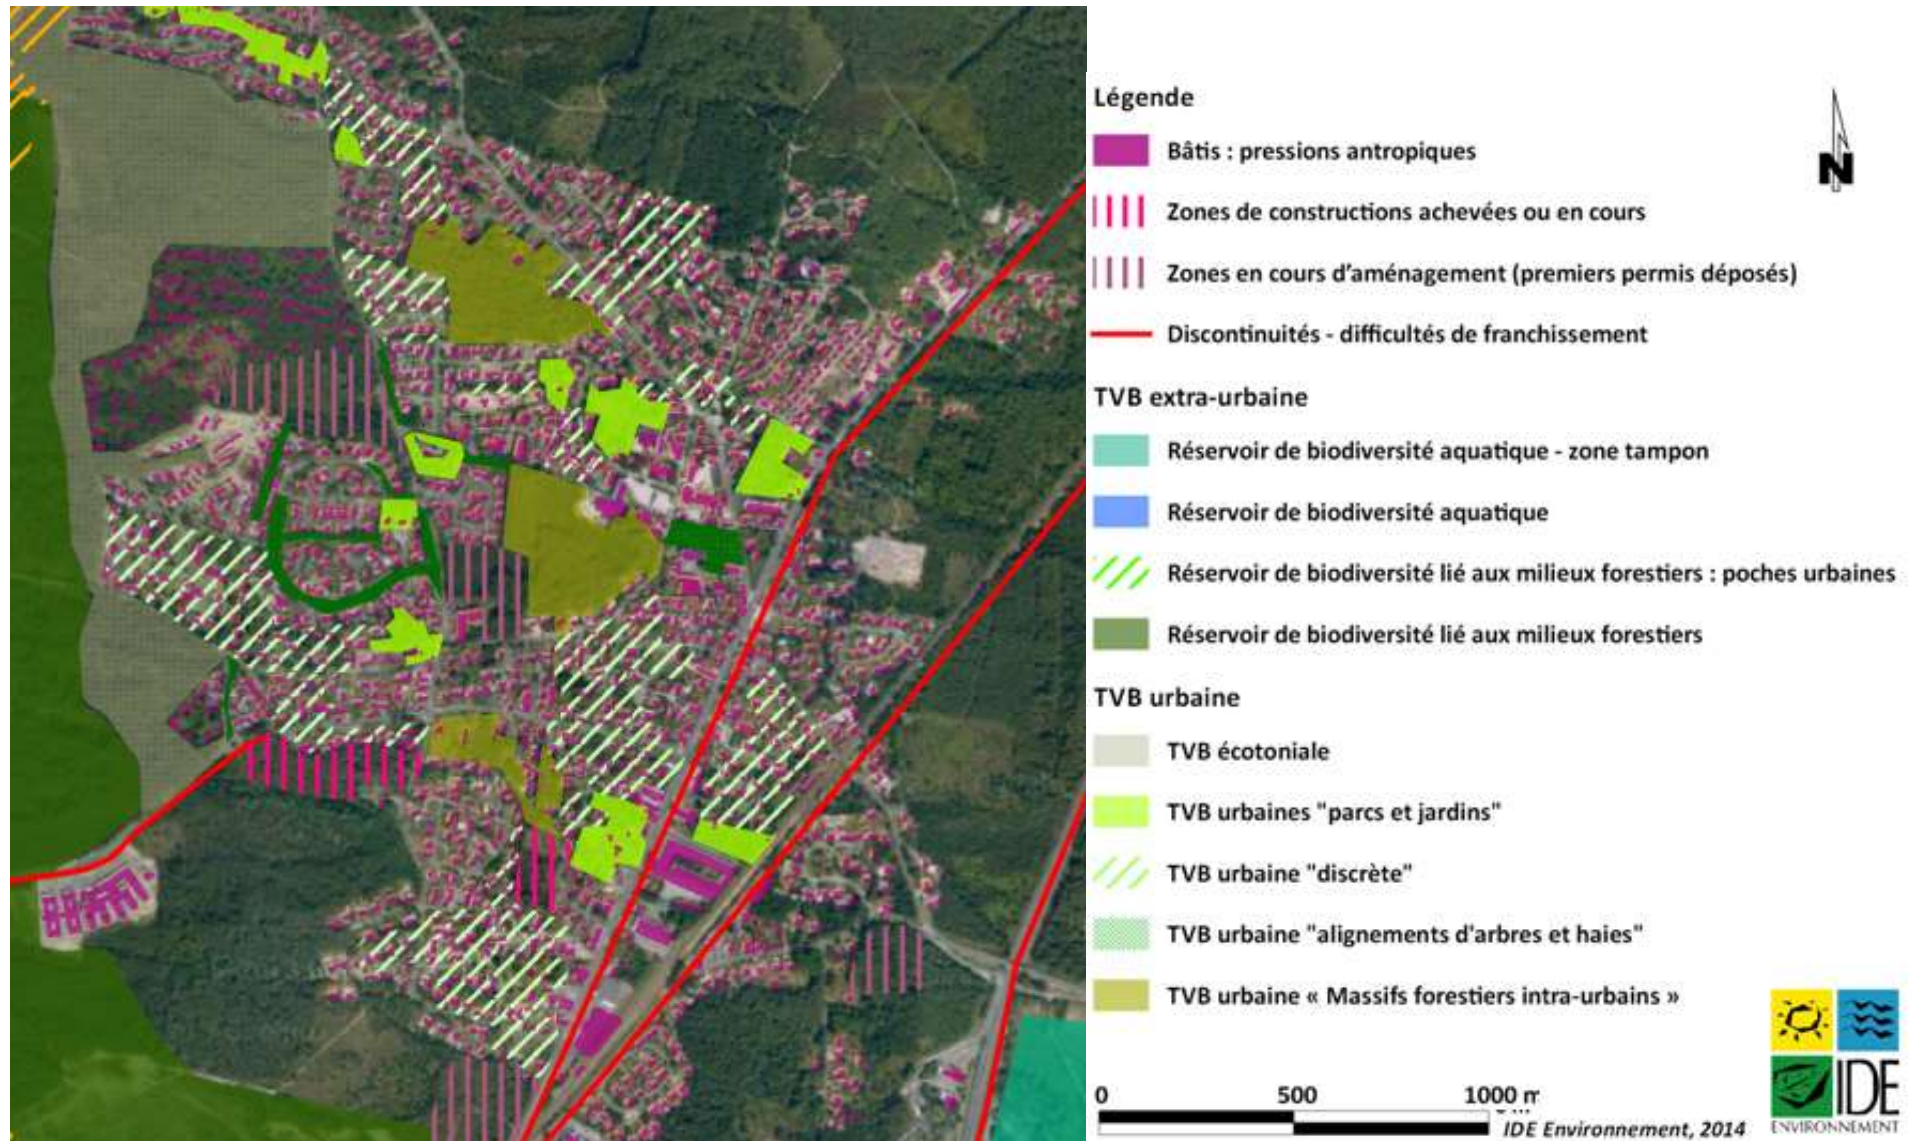 Légende
N
Bâtis : pressions antropiques
Zones de constructions achevées ou en cours
Zones en cours d'aménagement (premiers permis déposés)
Discontinuités - difficultés de franchissement
TVB extra-urbaine
Réservoir de biodiversité aquatique - zone tampon
Réservoir de biodiversité aquatique
Réservoir de biodiversité lié aux milieux forestiers : poches urbaines
Réservoir de biodiversité lié aux milieux forestiers
TVB urbaine
TVB écotoniale
TVB urbaines "parcs et jardins"
TVB urbaine "discrète"
TVB urbaine "alignements d'arbres et haies"
TVB urbaine « Massifs forestiers intra-urbains »
0 500 1000 m
IDE Environnement, 2014
IDE
ENVIRONNEMENT